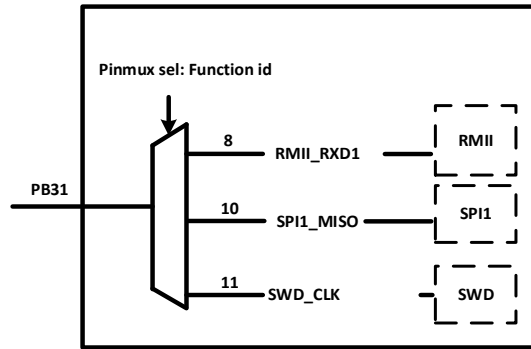 Pinmux sel: Function id
8
RMII_RXD1
RMII
PB31
10
SPI1_MISO
SPI1
11
SWD_CLK
SWD